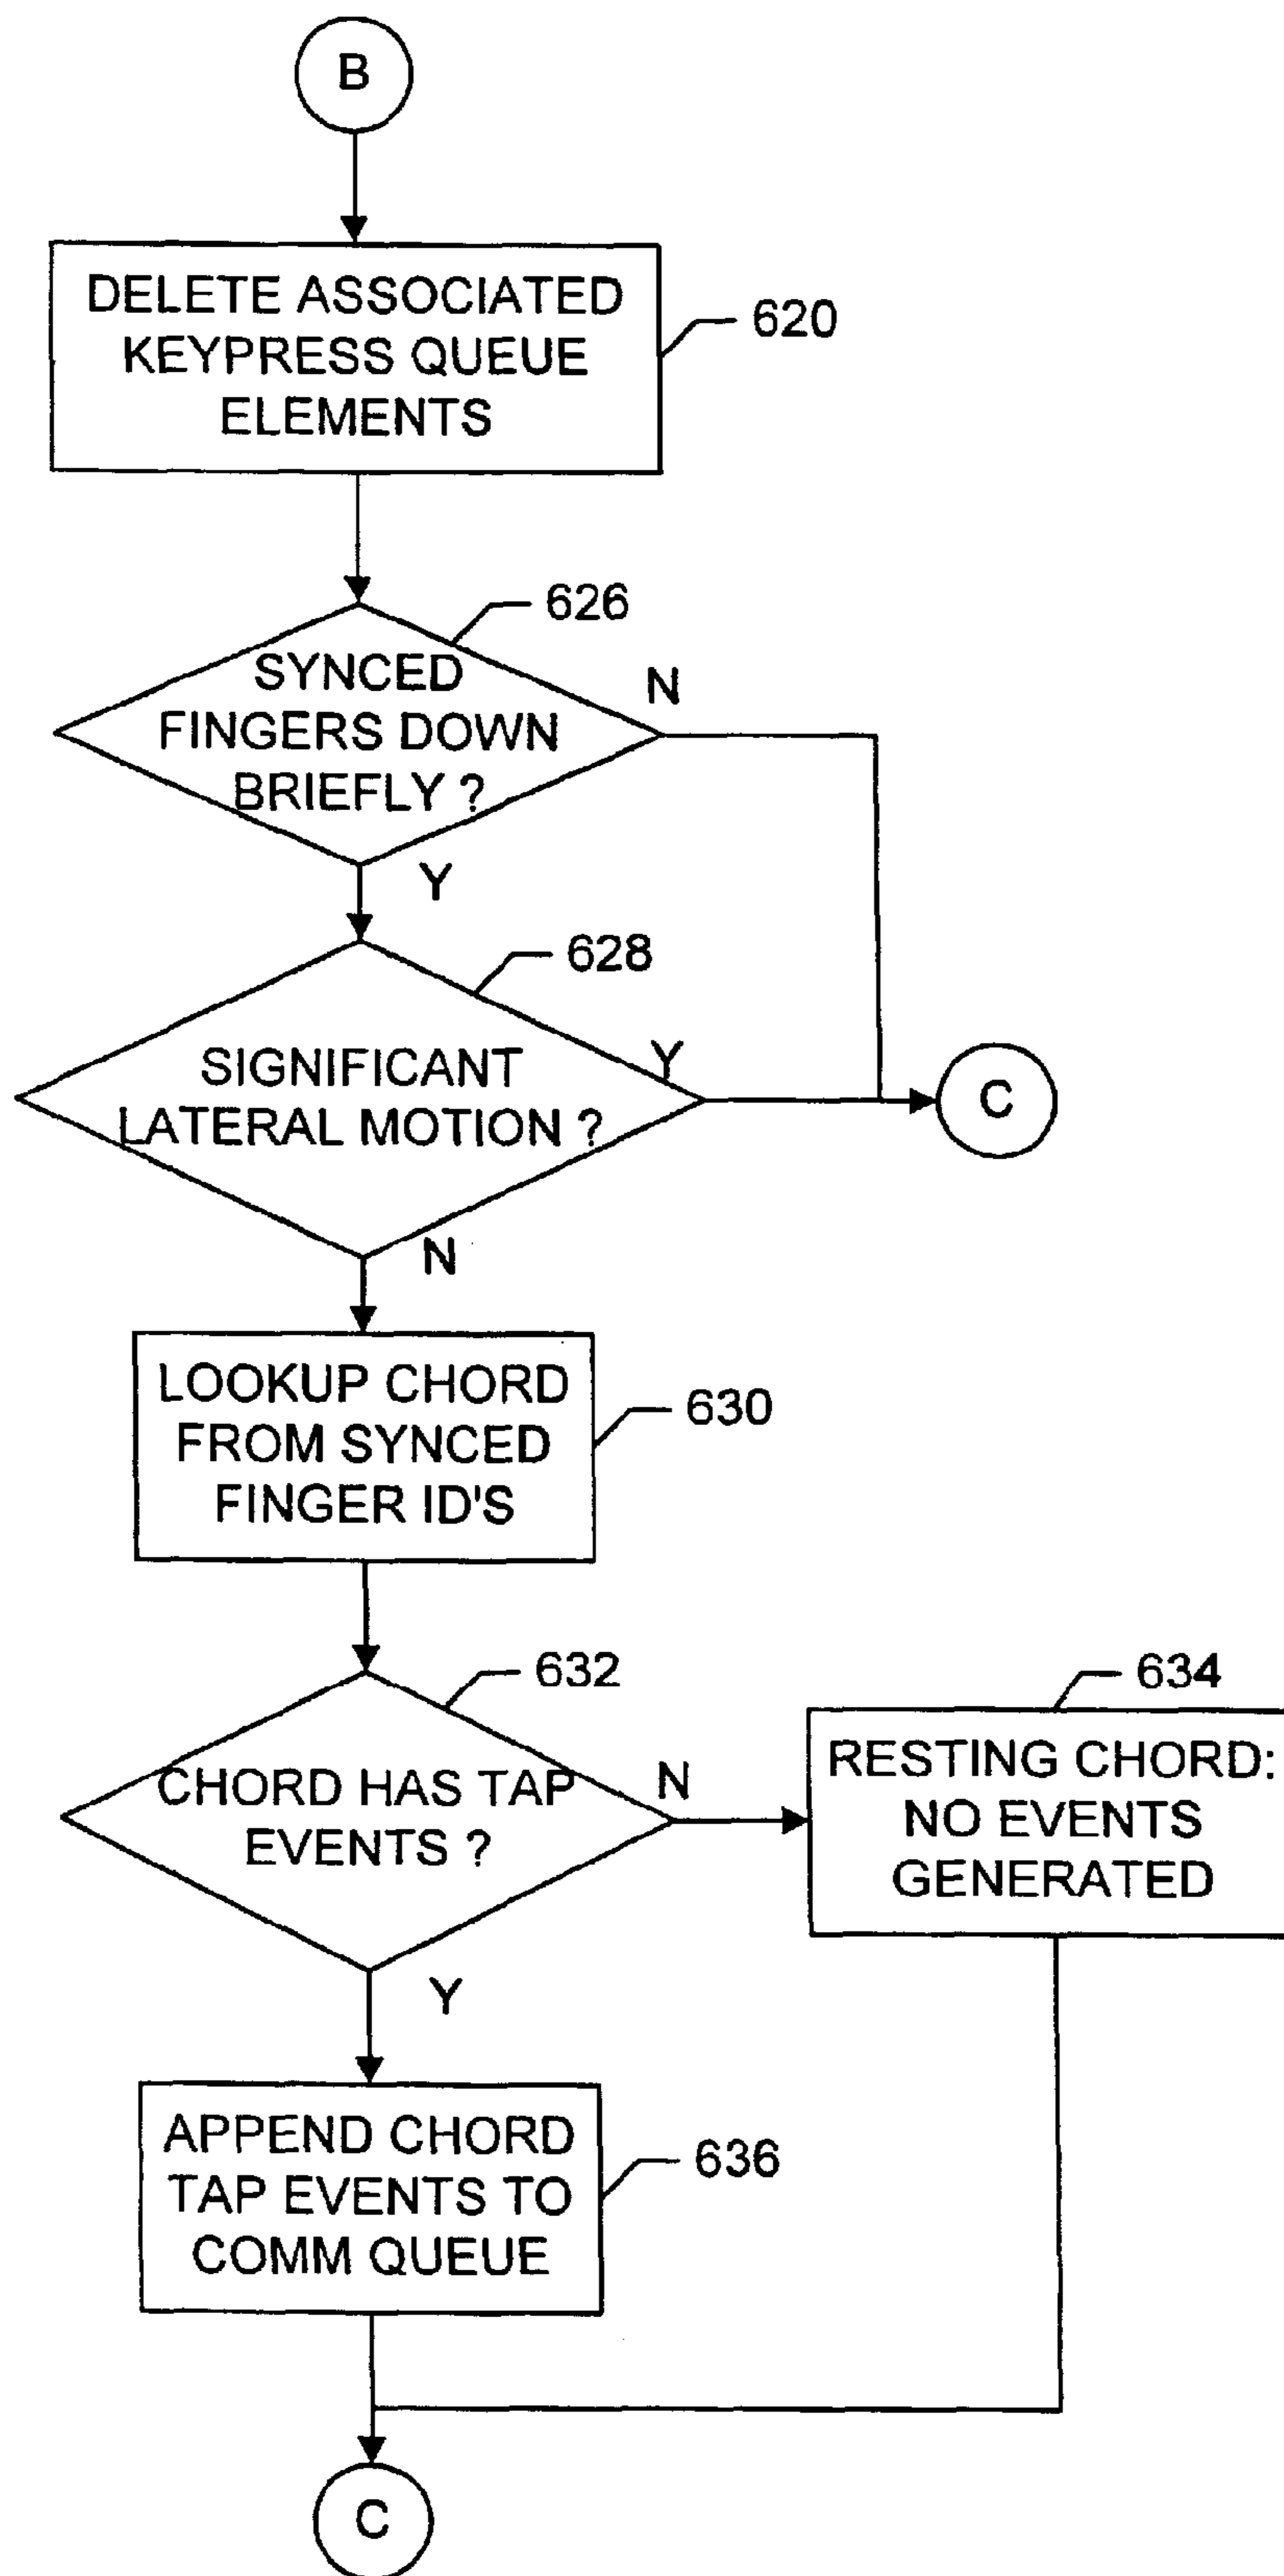 B
DELETE ASSOCIATED
KEYPRESS QUEUE
ELEMENTS
620
626
SYNCED
FINGERS DOWN
BRIEFLY ?
N
Y
628
SIGNIFICANT
LATERAL MOTION ?
Y
C
N
LOOKUP CHORD
FROM SYNCED
FINGER ID'S
630
632
CHORD HAS TAP
EVENTS ?
N
634
RESTING CHORD:
NO EVENTS
GENERATED
Y
APPEND CHORD
TAP EVENTS TO
COMM QUEUE
636
C